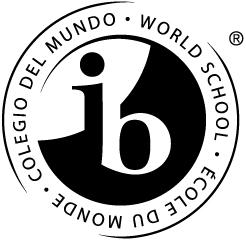 COLEGIO DEL MUNDO · WORLD SCHOOL · ÉCOLE DU MONDE ·
®
ib